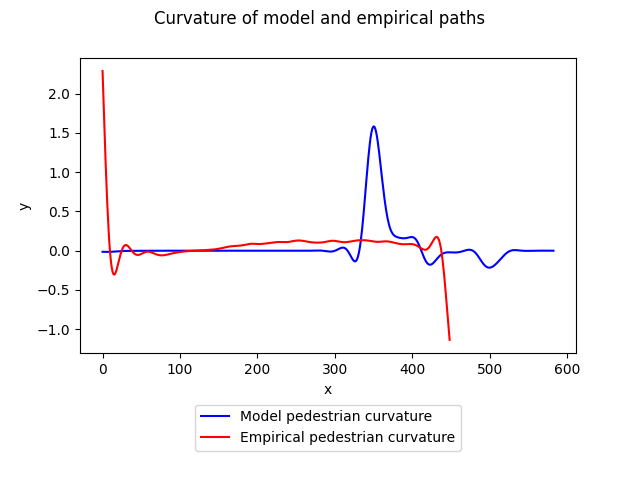 Curvature of model and empirical paths
2.0
1.5
1.0
0.5
0.0
−0.5
−1.0
y
0 100 200 300 400 500 600
x
Model pedestrian curvature
Empirical pedestrian curvature